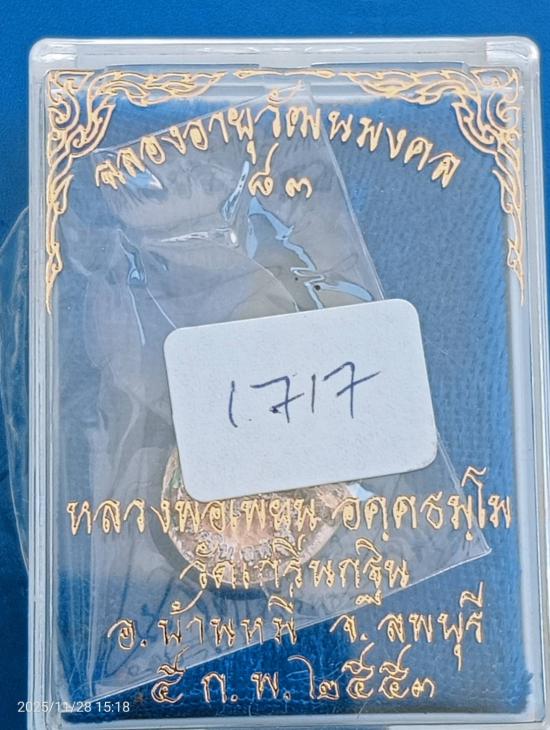 ฉลองอายุวัฒนมงคล
๘๓
1717
หลวงพ่อเพี้ยน อคฺคธมฺโม
วัดเกริ่นกฐิน
อ. บ้านหมี่ จ. ลพบุรี
๕ ก.พ. ๒๕๕๓
2025/11/28 15:18